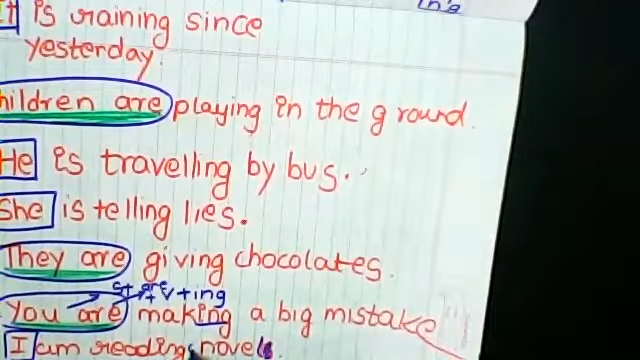 ing
It is raining since
yesterday.
hildren are playing in the ground.
He is travelling by bus.
She is telling lies.
They are giving chocolates.
s+ are + v+ing
You are making a big mistake
I am reading novels.